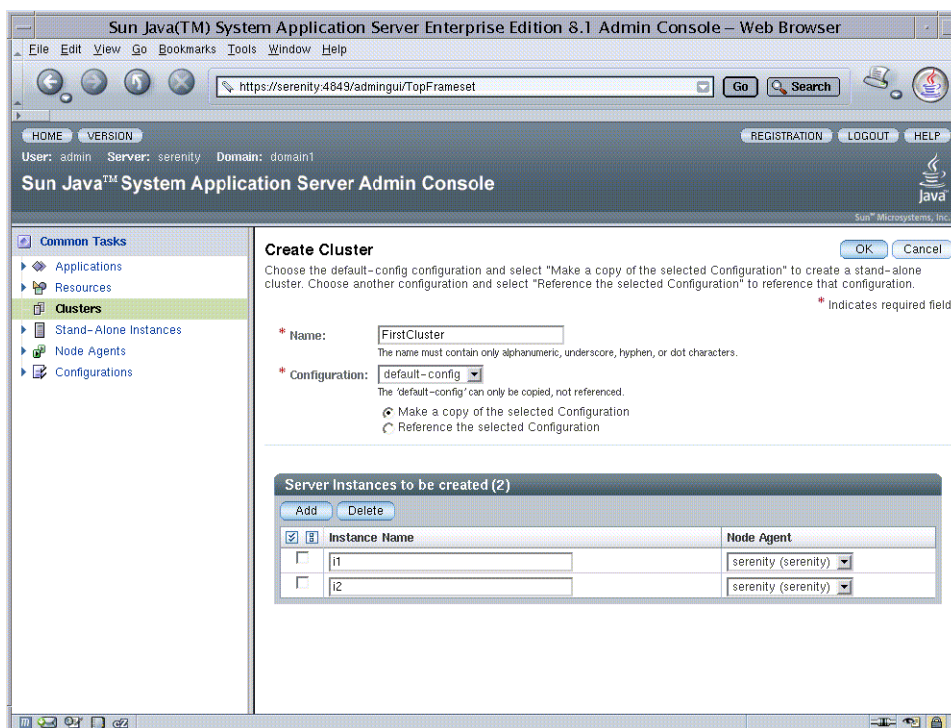 Sun Java(TM) System Application Server Enterprise Edition 8.1 Admin Console – Web Browser
File Edit View Go Bookmarks Tools Window Help
https://serenity:4849/admingui/TopFrameset Go Search
HOME VERSION REGISTRATION LOGOUT HELP
User: admin Server: serenity Domain: domain1
Sun Java™ System Application Server Admin Console
Java
Sun™ Microsystems, Inc.
Common Tasks
Applications
Resources
Clusters
Stand-Alone Instances
Node Agents
Configurations
Create Cluster
OK Cancel
Choose the default-config configuration and select "Make a copy of the selected Configuration" to create a stand-alone
cluster. Choose another configuration and select "Reference the selected Configuration" to reference that configuration.
* Indicates required field
* Name: FirstCluster
The name must contain only alphanumeric, underscore, hyphen, or dot characters.
* Configuration: default-config
The 'default-config' can only be copied, not referenced.
Make a copy of the selected Configuration
Reference the selected Configuration
Server Instances to be created (2)
Add Delete
Instance Name Node Agent
i1 serenity (serenity)
i2 serenity (serenity)